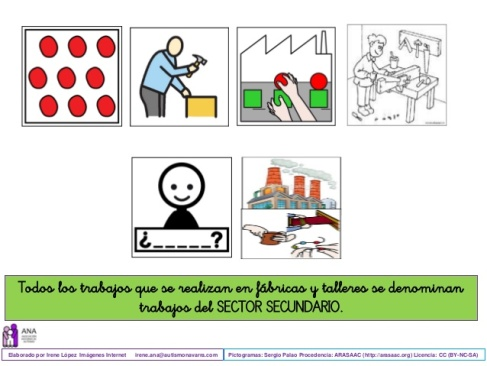 ¿_____?
Todos los trabajos que se realizan en fábricas y talleres se denominan
trabajos del SECTOR SECUNDARIO.
ANA
Elaborado por Irene López Imágenes Internet irene.ana@autismonavarra.com Pictogramas: Sergio Palao Procedencia: ARASAAC (http://arasaac.org) Licencia: CC (BY-NC-SA)